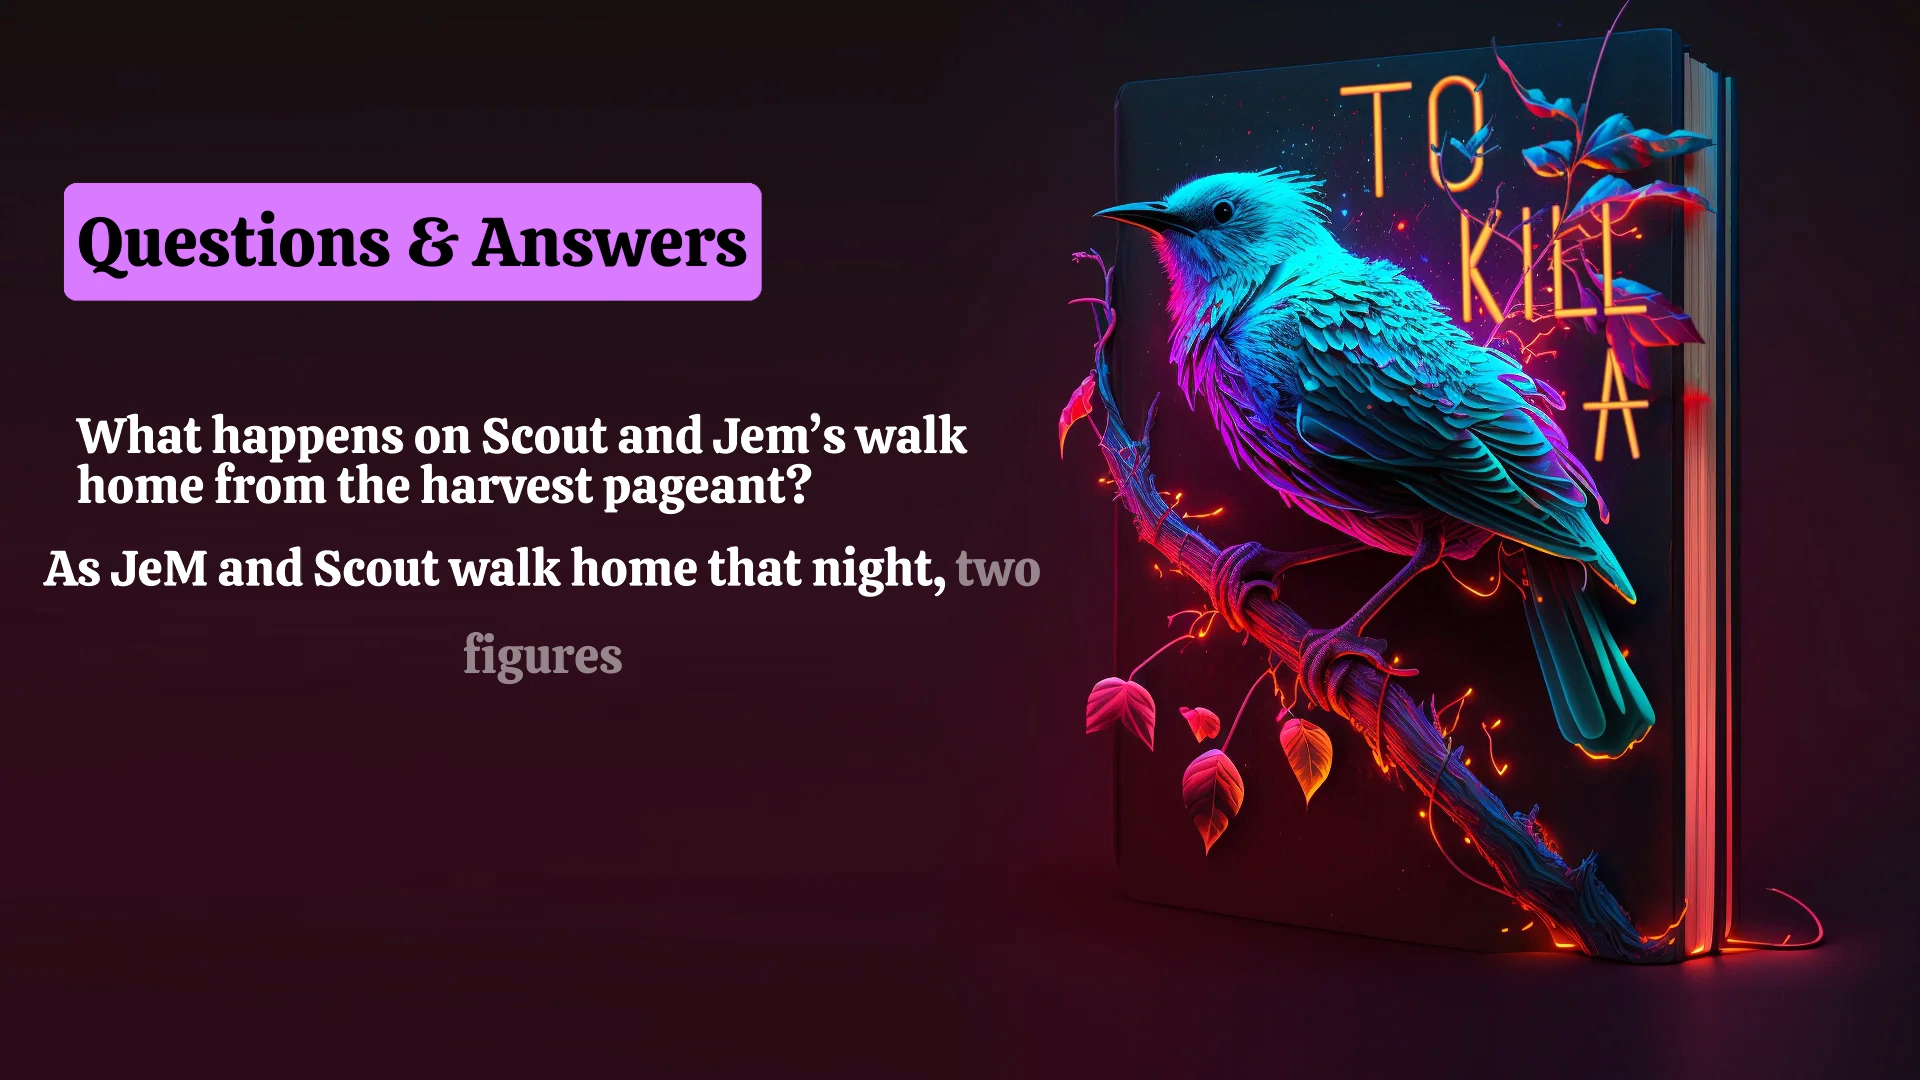 Questions & Answers
What happens on Scout and Jem’s walk
home from the harvest pageant?
As JeM and Scout walk home that night, two
figures
TO
KILL
A